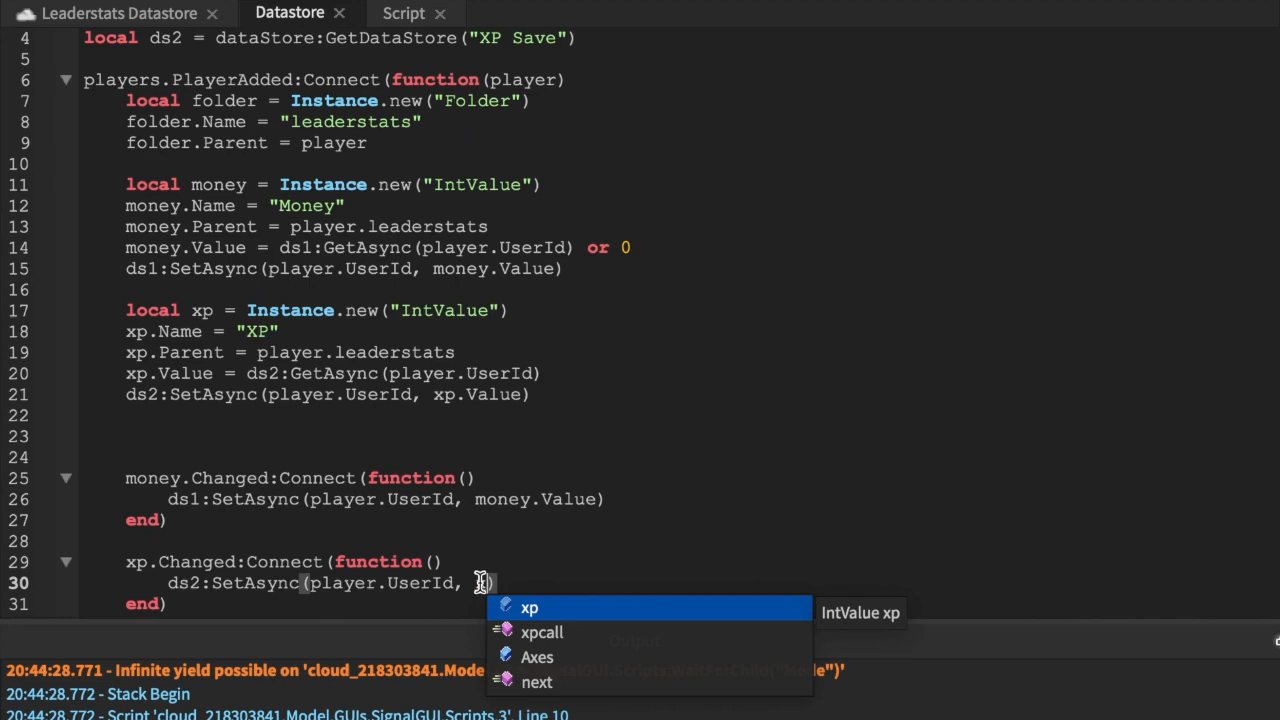 Leaderstats Datastore
Datastore
Script
4 local ds2 = dataStore:GetDataStore("XP Save")
5
6 players.PlayerAdded:Connect(function(player)
7 local folder = Instance.new("Folder")
8 folder.Name = "leaderstats"
9 folder.Parent = player
10
11 local money = Instance.new("IntValue")
12 money.Name = "Money"
13 money.Parent = player.leaderstats
14 money.Value = ds1:GetAsync(player.UserId) or 0
15 ds1:SetAsync(player.UserId, money.Value)
16
17 local xp = Instance.new("IntValue")
18 xp.Name = "XP"
19 xp.Parent = player.leaderstats
20 xp.Value = ds2:GetAsync(player.UserId)
21 ds2:SetAsync(player.UserId, xp.Value)
22
23
24
25 money.Changed:Connect(function()
26 ds1:SetAsync(player.UserId, money.Value)
27 end)
28
29 xp.Changed:Connect(function()
30 ds2:SetAsync(player.UserId, )
31 end)
xp
IntValue xp
xpcall
Axes
next
Output
20:44:28.771 - Infinite yield possible on 'cloud_218303841.Mode
20:44:28.772 - Stack Begin
20:44:28.772 - Script 'cloud_218303841.Model.GUIs.SignalGUI.Scripts.3', Line 10